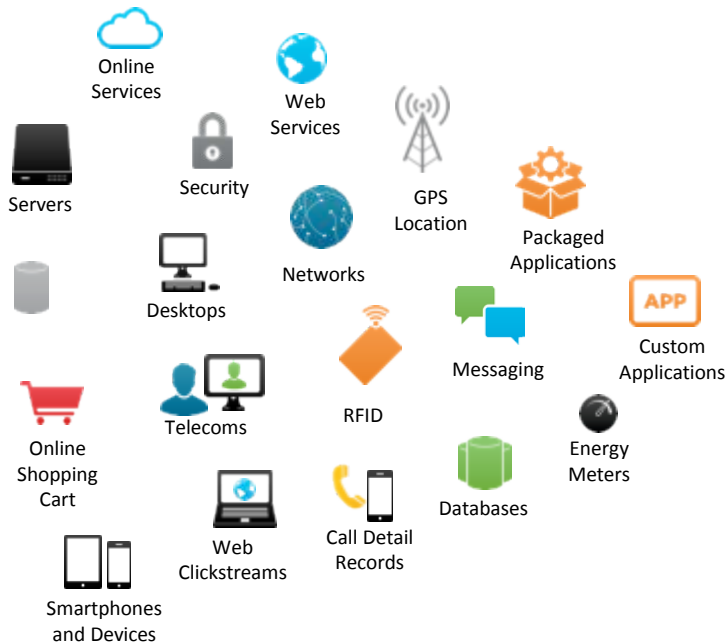 Online
Services
Web
Services
Security
Servers
GPS
Location
Packaged
Applications
Networks
Desktops
APP
Custom
Applications
Messaging
RFID
Telecoms
Online
Shopping
Cart
Energy
Meters
Databases
Web
Clickstreams
Call Detail
Records
Smartphones
and Devices